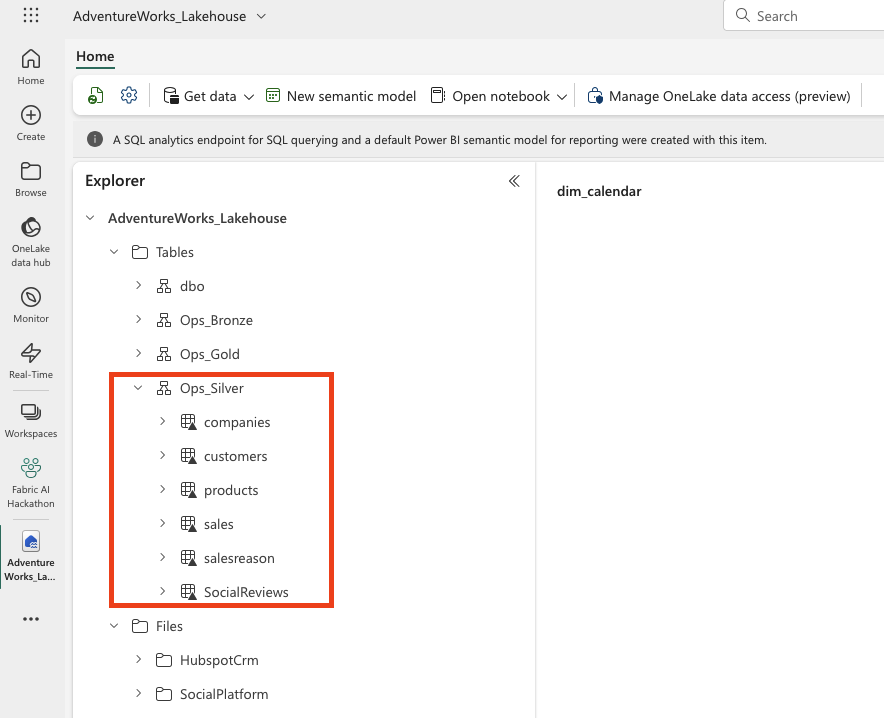 AdventureWorks_Lakehouse
Search
Home
Home
Get data
New semantic model
Open notebook
Manage OneLake data access (preview)
Create
A SQL analytics endpoint for SQL querying and a default Power BI semantic model for reporting were created with this item.
Browse
OneLake
data hub
Monitor
Real-Time
Workspaces
Fabric AI
Hackathon
Adventure
Works_La...
Explorer
AdventureWorks_Lakehouse
Tables
dbo
Ops_Bronze
Ops_Gold
Ops_Silver
companies
customers
products
sales
salesreason
SocialReviews
Files
HubspotCrm
SocialPlatform
dim_calendar